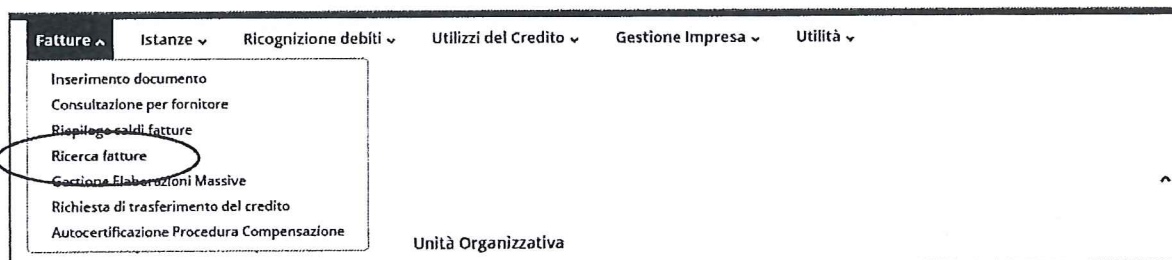 Fatture Istanze Ricognizione debiti Utilizzi del Credito Gestione Impresa Utilità
Inserimento documento
Consultazione per fornitore
Riepilogo saldi fatture
Ricerca fatture
Gestione Elaborazioni Massive
Richiesta di trasferimento del credito
Autocertificazione Procedura Compensazione
Unità Organizzativa